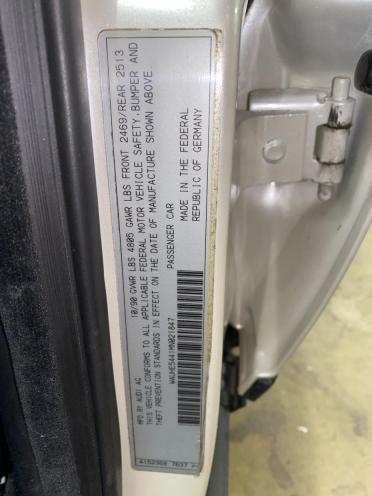 MFD BY AUDI AG 10/90 GVWR LBS 4805 GAWR LBS FRONT 2469/REAR 2513
THIS VEHICLE CONFORMS TO ALL APPLICABLE FEDERAL MOTOR VEHICLE SAFETY, BUMPER AND
THEFT PREVENTION STANDARDS IN EFFECT ON THE DATE OF MANUFACTURE SHOWN ABOVE
WAUHE5441MN021847 PASSENGER CAR
MADE IN THE FEDERAL
REPUBLIC OF GERMANY